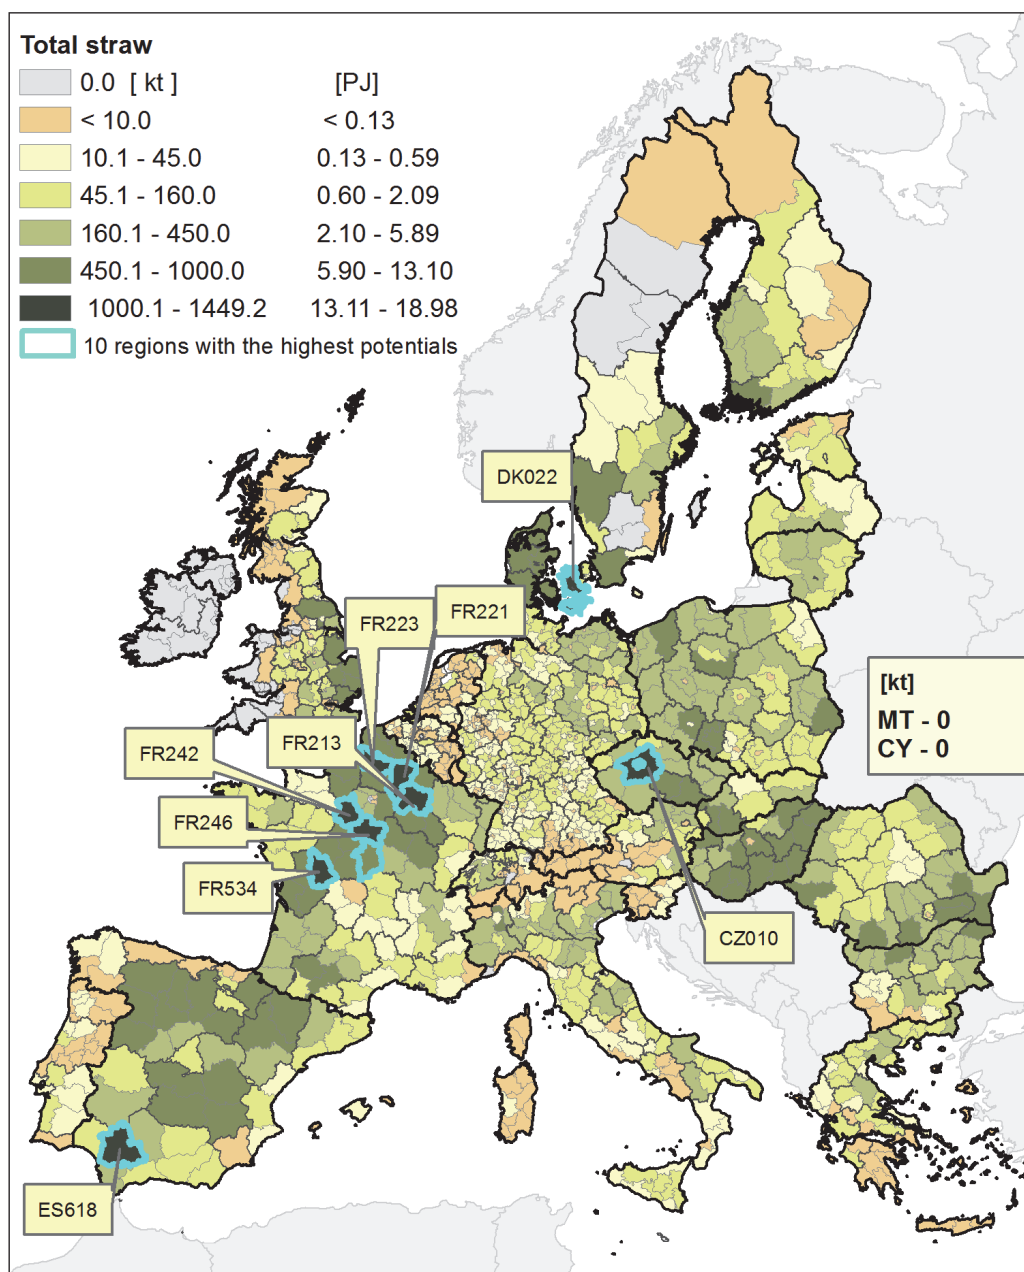 Total straw
0.0 [ kt ] [PJ]
< 10.0 < 0.13
10.1 - 45.0 0.13 - 0.59
45.1 - 160.0 0.60 - 2.09
160.1 - 450.0 2.10 - 5.89
450.1 - 1000.0 5.90 - 13.10
1000.1 - 1449.2 13.11 - 18.98
10 regions with the highest potentials
DK022
FR223
FR221
FR213
FR242
FR246
FR534
[kt]
MT - 0
CY - 0
CZ010
ES618